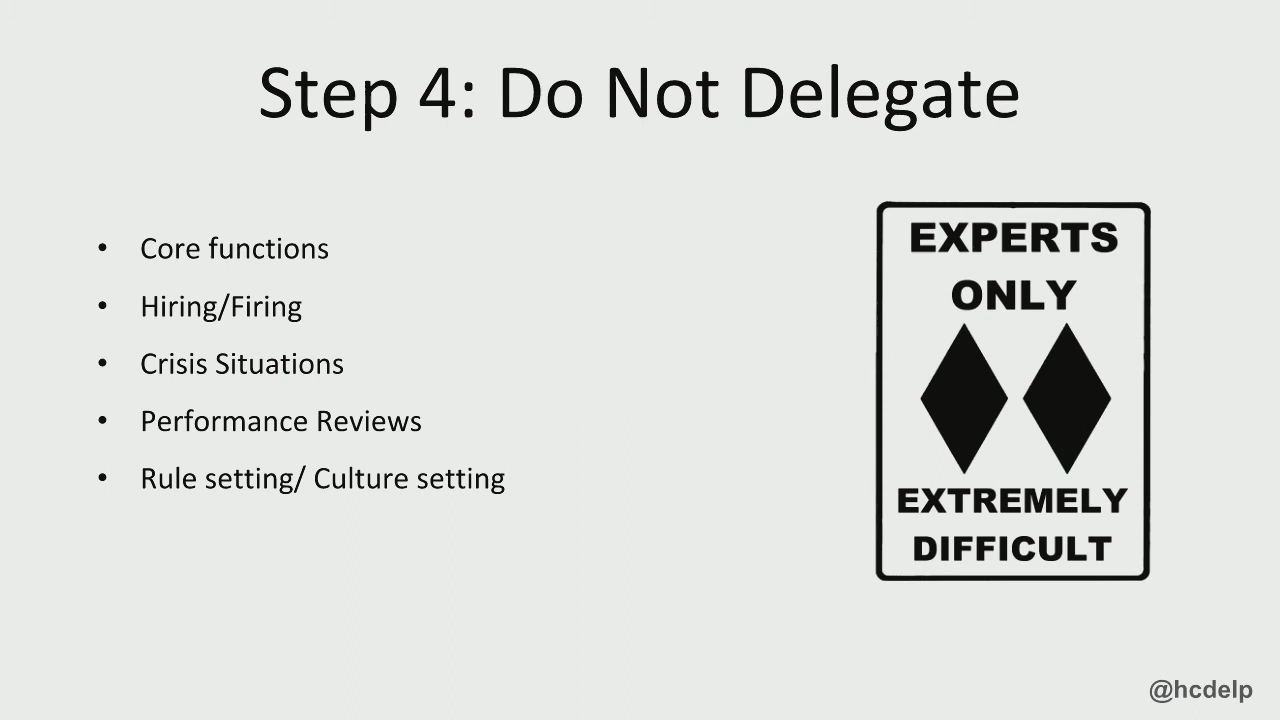 Step 4: Do Not Delegate
• Core functions
• Hiring/Firing
• Crisis Situations
• Performance Reviews
• Rule setting/ Culture setting
EXPERTS
ONLY
EXTREMELY
DIFFICULT
@hcdelp